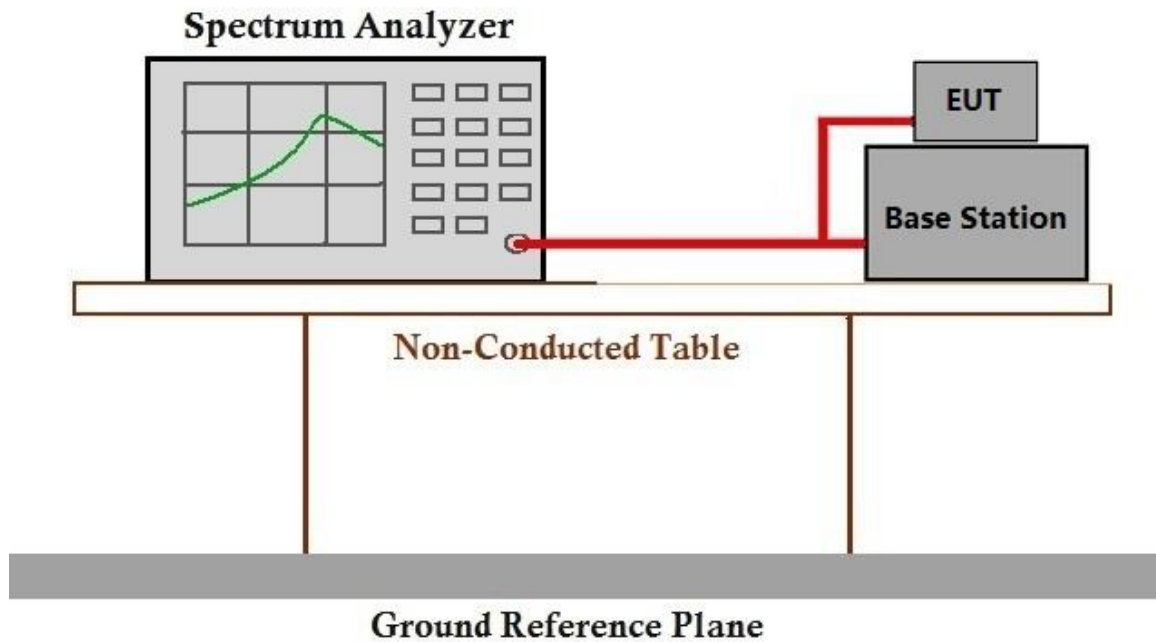 Spectrum Analyzer
EUT
Base Station
Non-Conducted Table
Ground Reference Plane